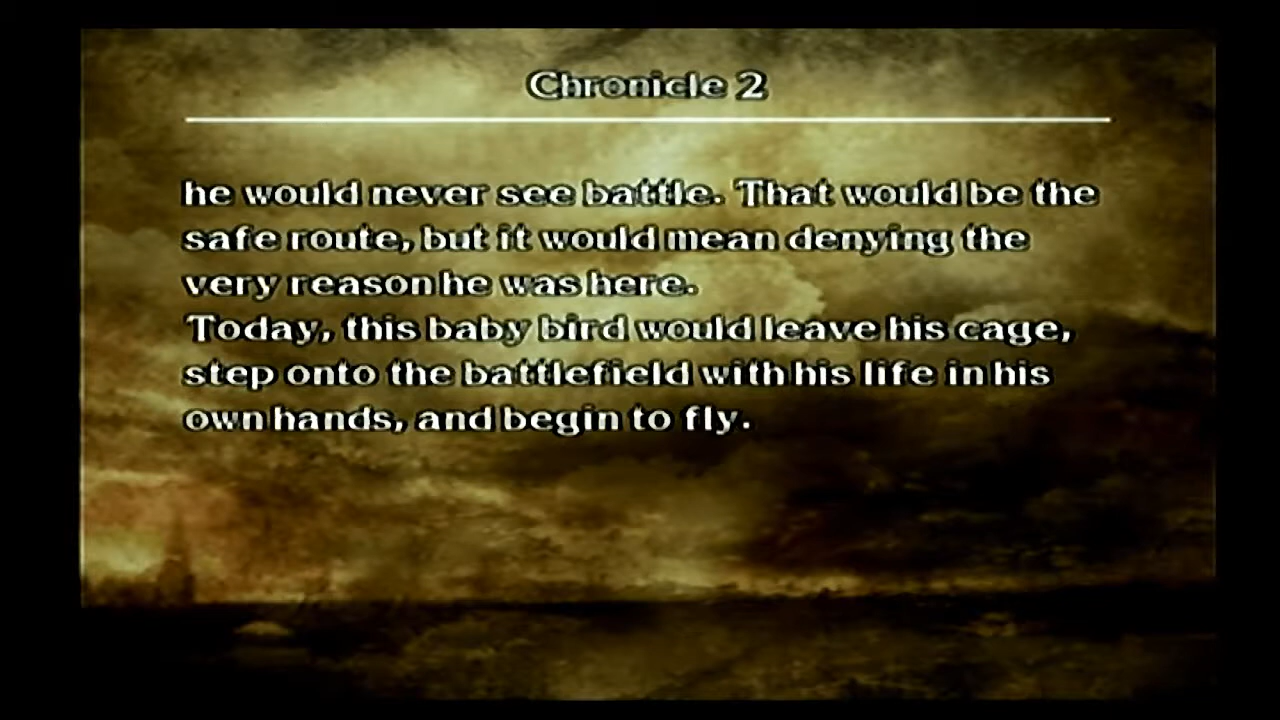 Chronicle 2
he would never see battle. That would be the
safe route, but it would mean denying the
very reason he was here.
Today, this baby bird would leave his cage,
step onto the battlefield with his life in his
own hands, and begin to fly.